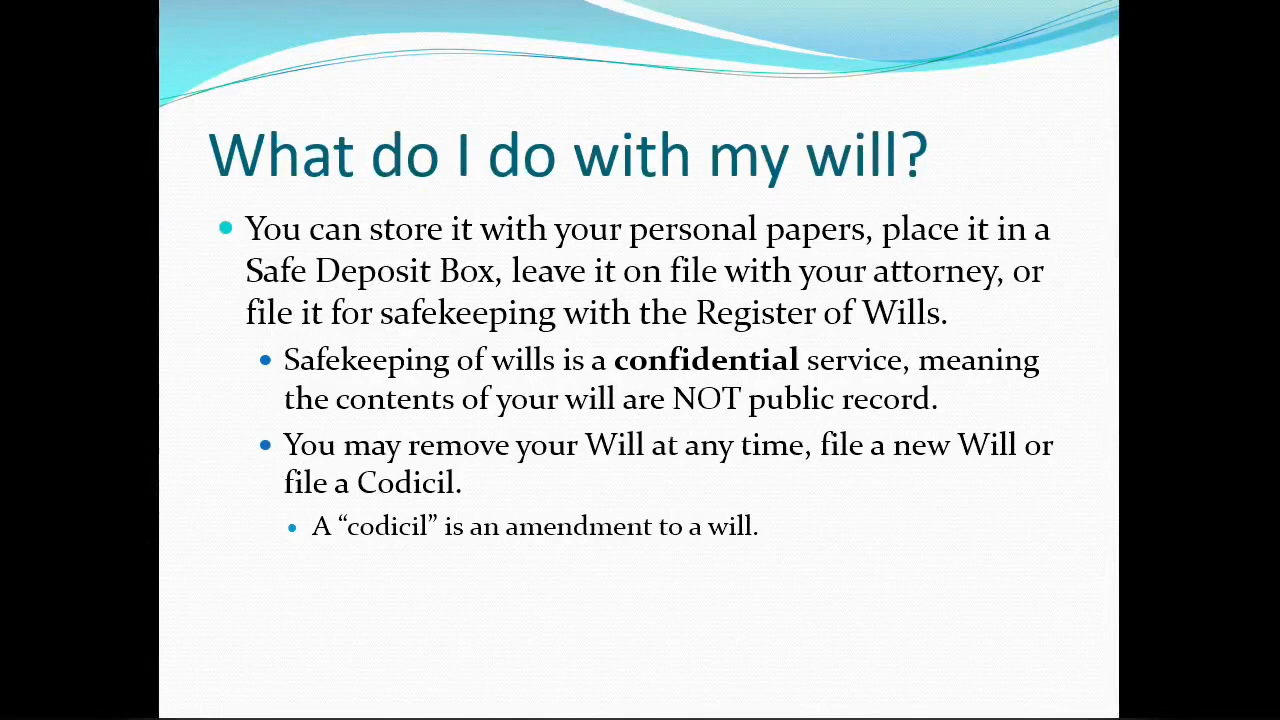 What do I do with my will?
You can store it with your personal papers, place it in a
Safe Deposit Box, leave it on file with your attorney, or
file it for safekeeping with the Register of Wills.
Safekeeping of wills is a confidential service, meaning
the contents of your will are NOT public record.
You may remove your Will at any time, file a new Will or
file a Codicil.
A “codicil” is an amendment to a will.